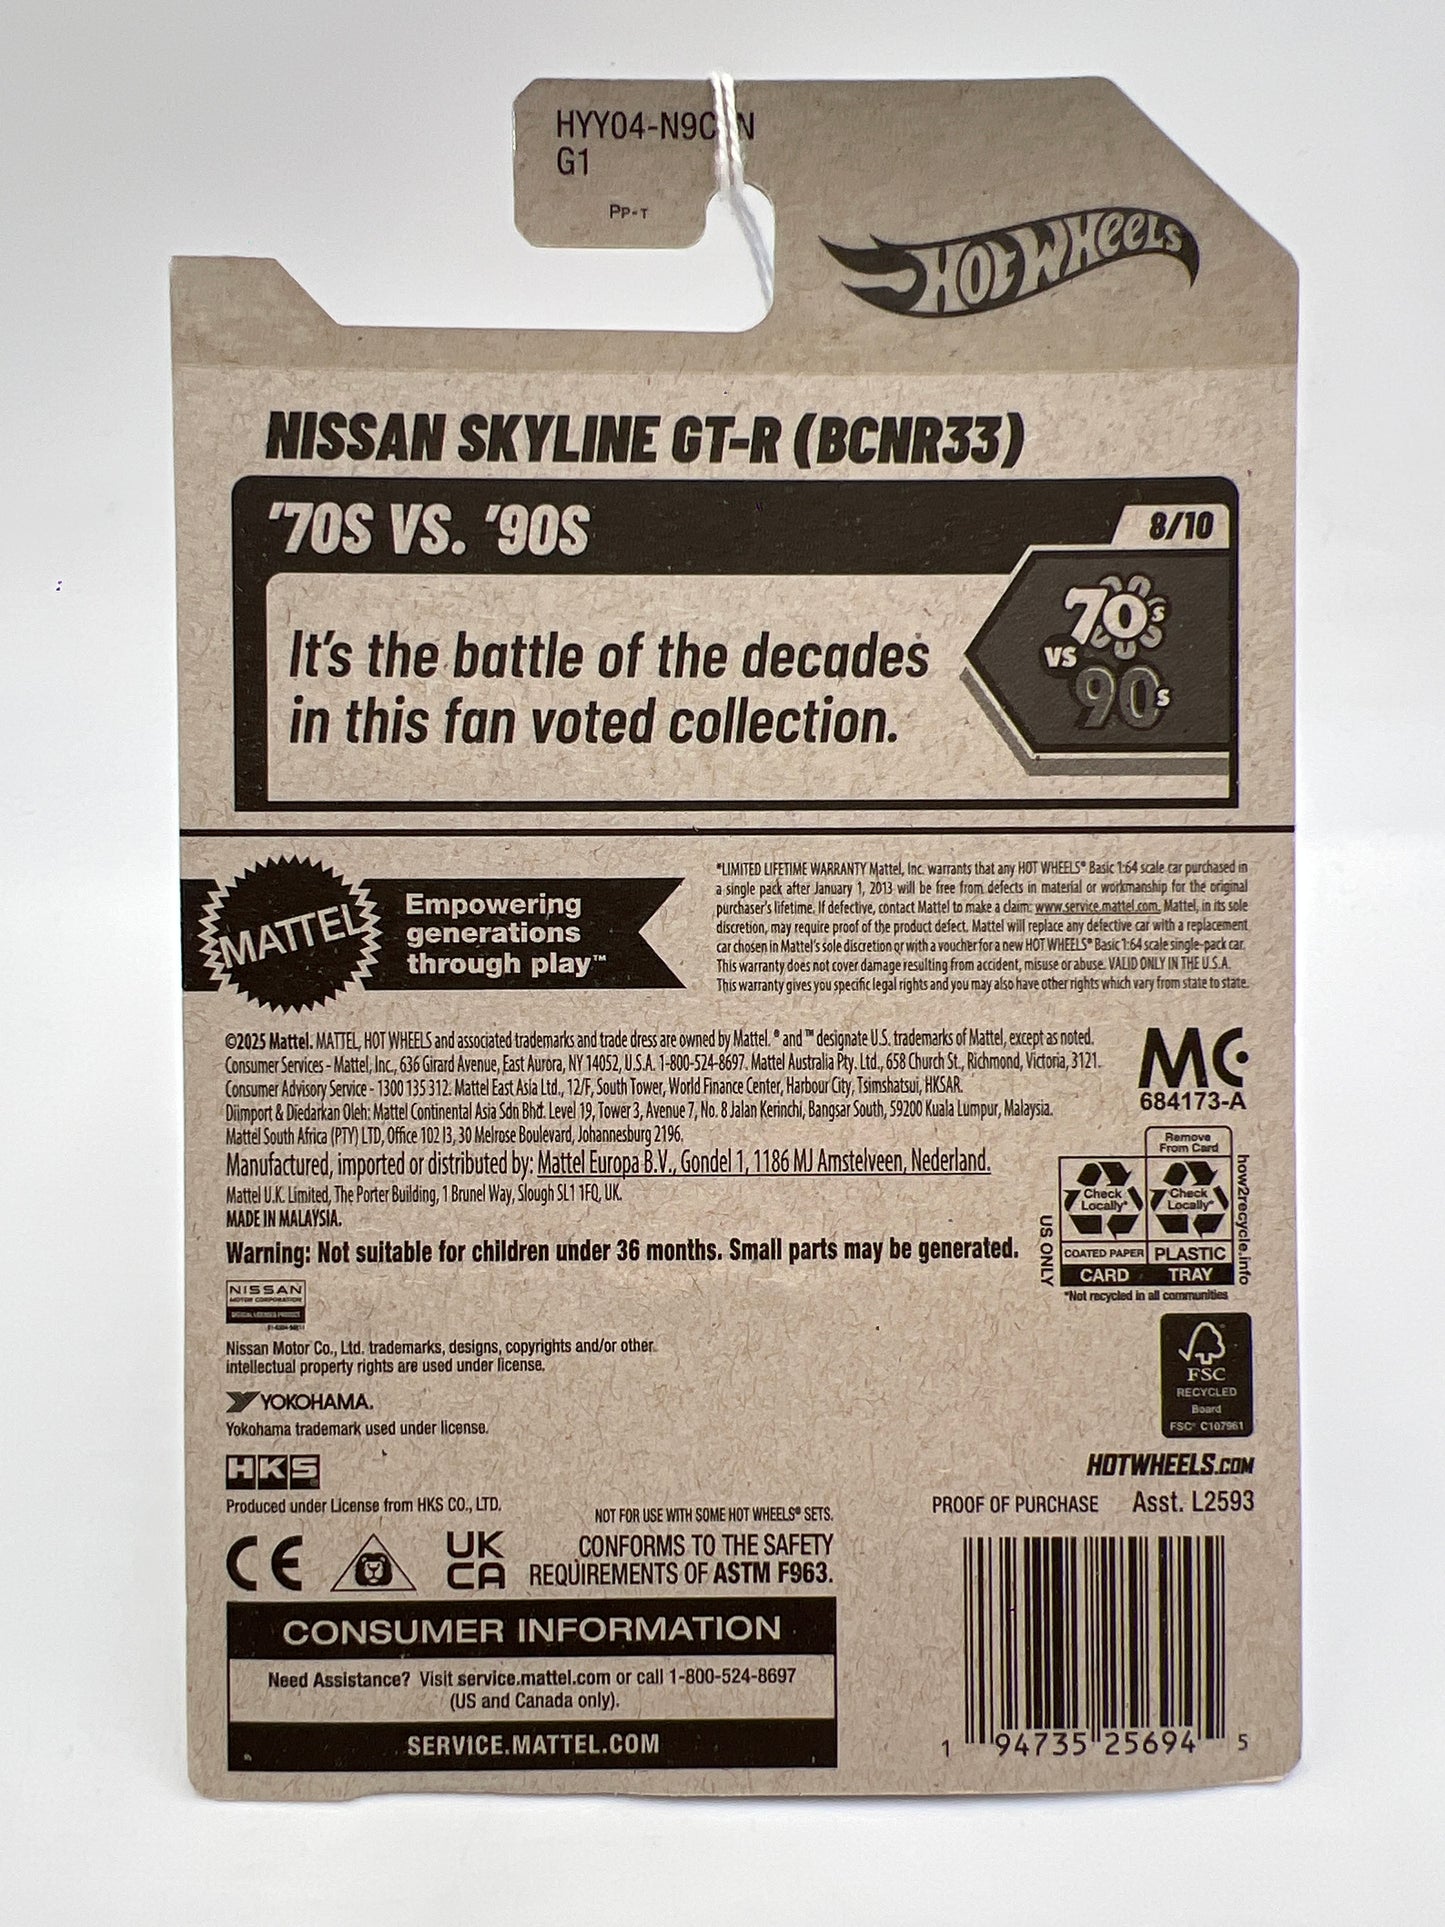 HYY04-N9C N
G1
PP-T
HOT WHEELS
NISSAN SKYLINE GT-R (BCNR33)
'70S VS. '90S
8/10
It's the battle of the decades
in this fan voted collection.
70s
VS
90s
MATTEL
Empowering
generations
through play™
*LIMITED LIFETIME WARRANTY Mattel, Inc. warrants that any HOT WHEELS® Basic 1:64 scale car purchased in
a single pack after January 1, 2013 will be free from defects in material or workmanship for the original
purchaser's lifetime. If defective, contact Mattel to make a claim: www.service.mattel.com. Mattel, in its sole
discretion, may require proof of the product defect. Mattel will replace any defective car with a replacement
car chosen in Mattel's sole discretion or with a voucher for a new HOT WHEELS® Basic 1:64 scale single-pack car.
This warranty does not cover damage resulting from accident, misuse or abuse. VALID ONLY IN THE U.S.A.
This warranty gives you specific legal rights and you may also have other rights which vary from state to state.
©2025 Mattel. MATTEL, HOT WHEELS and associated trademarks and trade dress are owned by Mattel. ® and ™ designate U.S. trademarks of Mattel, except as noted.
Consumer Services - Mattel, Inc., 636 Girard Avenue, East Aurora, NY 14052, U.S.A. 1-800-524-8697. Mattel Australia Pty. Ltd., 658 Church St., Richmond, Victoria, 3121.
Consumer Advisory Service - 1300 135 312. Mattel East Asia Ltd., 12/F, South Tower, World Finance Center, Harbour City, Tsimshatsui, HKSAR.
Diimport & Diedarkan Oleh: Mattel Continental Asia Sdn Bhd. Level 19, Tower 3, Avenue 7, No. 8 Jalan Kerinchi, Bangsar South, 59200 Kuala Lumpur, Malaysia.
Mattel South Africa (PTY) LTD, Office 102 I3, 30 Melrose Boulevard, Johannesburg 2196.
Manufactured, imported or distributed by: Mattel Europa B.V., Gondel 1, 1186 MJ Amstelveen, Nederland.
Mattel U.K. Limited, The Porter Building, 1 Brunel Way, Slough SL1 1FQ, UK.
MADE IN MALAYSIA.
Warning: Not suitable for children under 36 months. Small parts may be generated.
MC
684173-A
Remove
From Card
Check
Locally*
Check
Locally*
COATED PAPER
PLASTIC
CARD
TRAY
US ONLY
how2recycle.info
*Not recycled in all communities
NISSAN
MOTOR CORPORATION
Nissan Motor Co., Ltd. trademarks, designs, copyrights and/or other
intellectual property rights are used under license.
YOKOHAMA.
Yokohama trademark used under license.
HKS
Produced under License from HKS CO., LTD.
FSC
RECYCLED
Board
FSC® C107961
HOTWHEELS.COM
PROOF OF PURCHASE Asst. L2593
NOT FOR USE WITH SOME HOT WHEELS® SETS.
CE
UK
CA
CONFORMS TO THE SAFETY
REQUIREMENTS OF ASTM F963.
CONSUMER INFORMATION
Need Assistance? Visit service.mattel.com or call 1-800-524-8697
(US and Canada only).
SERVICE.MATTEL.COM
1 94735 25694 5